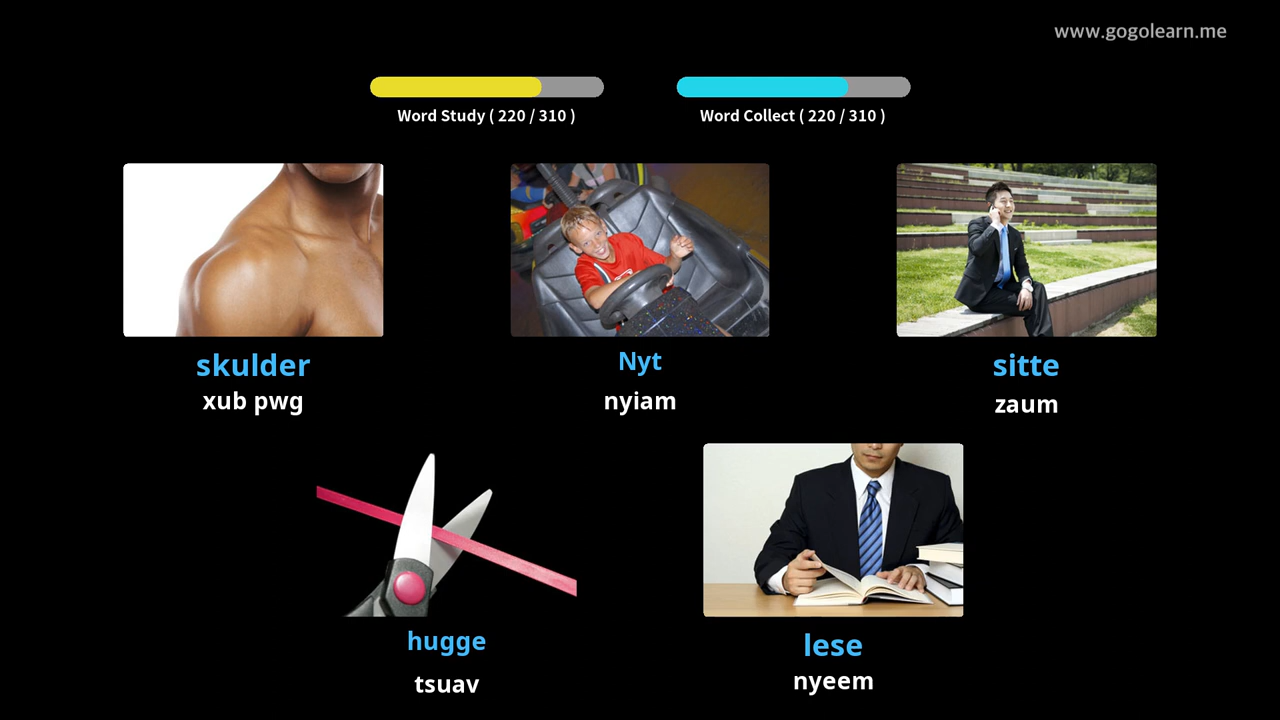 www.gogolearn.me
Word Study ( 220 / 310 )
Word Collect ( 220 / 310 )
skulder
xub pwg
Nyt
nyiam
sitte
zaum
hugge
tsuav
lese
nyeem